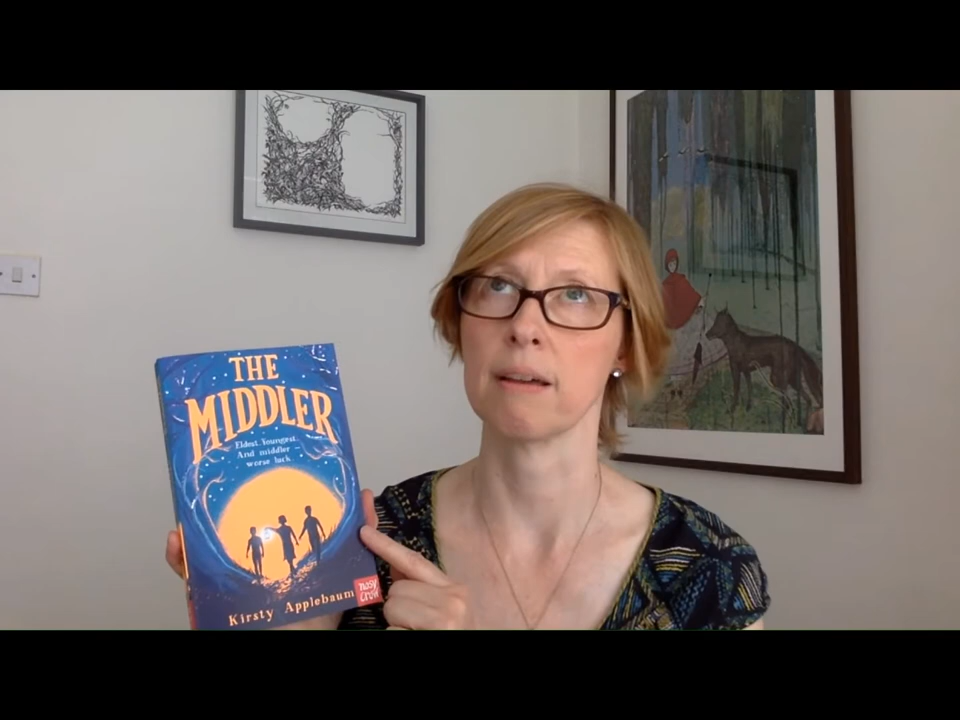 THE
MIDDLER
Eldest. Youngest.
And middler –
worse luck
Kirsty Applebaum
nosy
crow